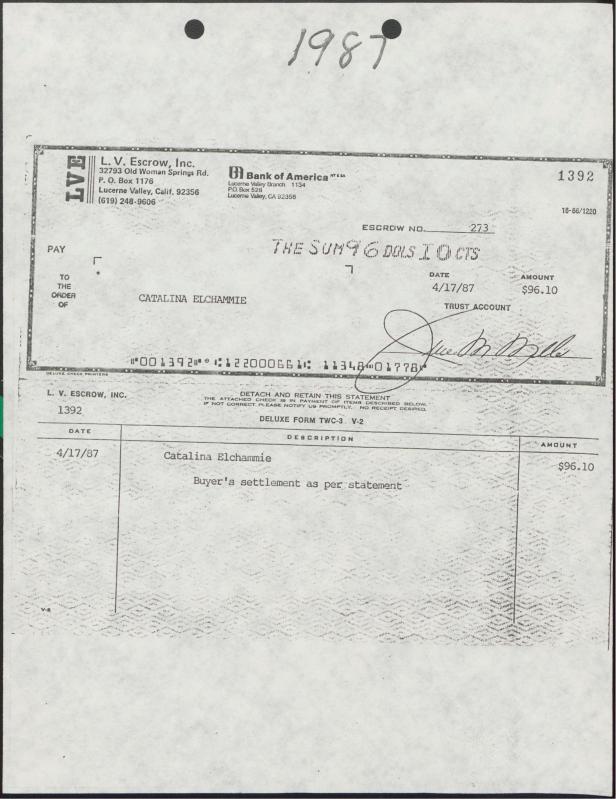 1987
LVE
L. V. Escrow, Inc.
32793 Old Woman Springs Rd.
P. O. Box 1176
Lucerne Valley, Calif. 92356
(619) 248-9606
Bank of America NT & SA
Lucerne Valley Branch 1134
P.O. Box 528
Lucerne Valley, CA 92356
1392
16-66/1220
ESCROW NO. 273
PAY
THE SUM 96 DOLS 10 CTS
TO THE ORDER OF
CATALINA ELCHAMMIE
DATE
4/17/87
AMOUNT
$96.10
TRUST ACCOUNT
⑈001392⑈ ⑆122000661⑆ 11348⑈01778⑈
DELUXE CHECK PRINTERS
L. V. ESCROW, INC.
1392
DETACH AND RETAIN THIS STATEMENT
THE ATTACHED CHECK IS IN PAYMENT OF ITEMS DESCRIBED BELOW.
IF NOT CORRECT PLEASE NOTIFY US PROMPTLY. NO RECEIPT DESIRED.
DELUXE FORM TWC-3 V-2
DATE DESCRIPTION AMOUNT
4/17/87 Catalina Elchammie $96.10
Buyer's settlement as per statement
V-2